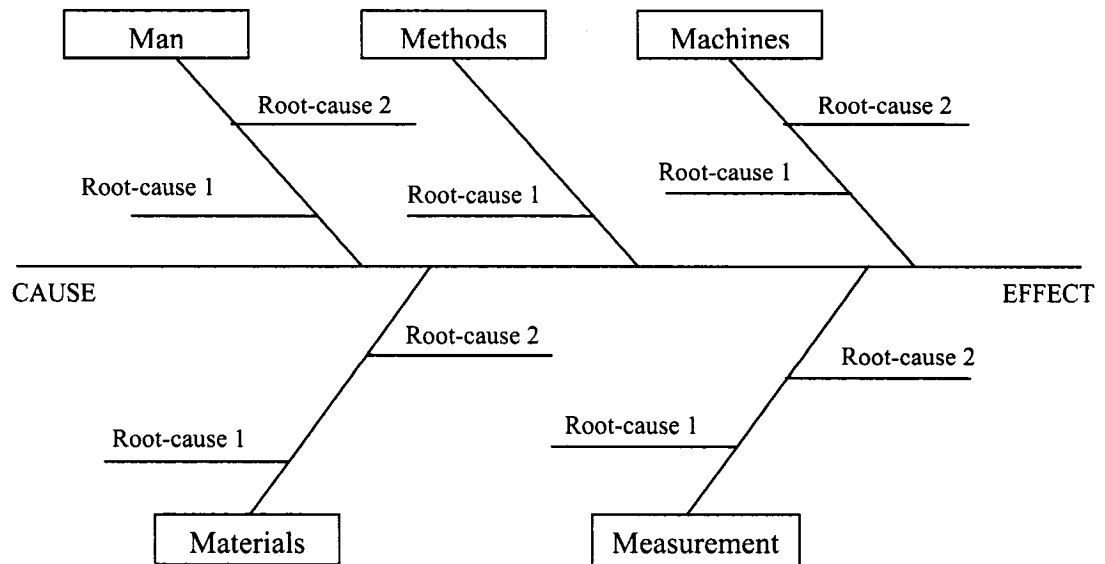 Man
Methods
Machines
Root-cause 2
Root-cause 2
Root-cause 1
Root-cause 1
Root-cause 1
CAUSE
EFFECT
Root-cause 2
Root-cause 2
Root-cause 1
Root-cause 1
Materials
Measurement